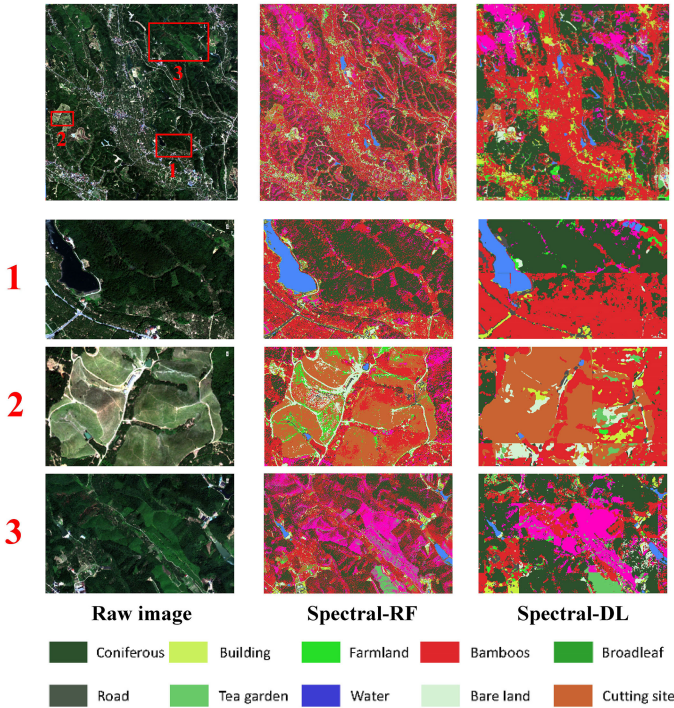 3
2
1
1
2
3
Raw image Spectral-RF Spectral-DL
Coniferous Building Farmland Bamboos Broadleaf
Road Tea garden Water Bare land Cutting site